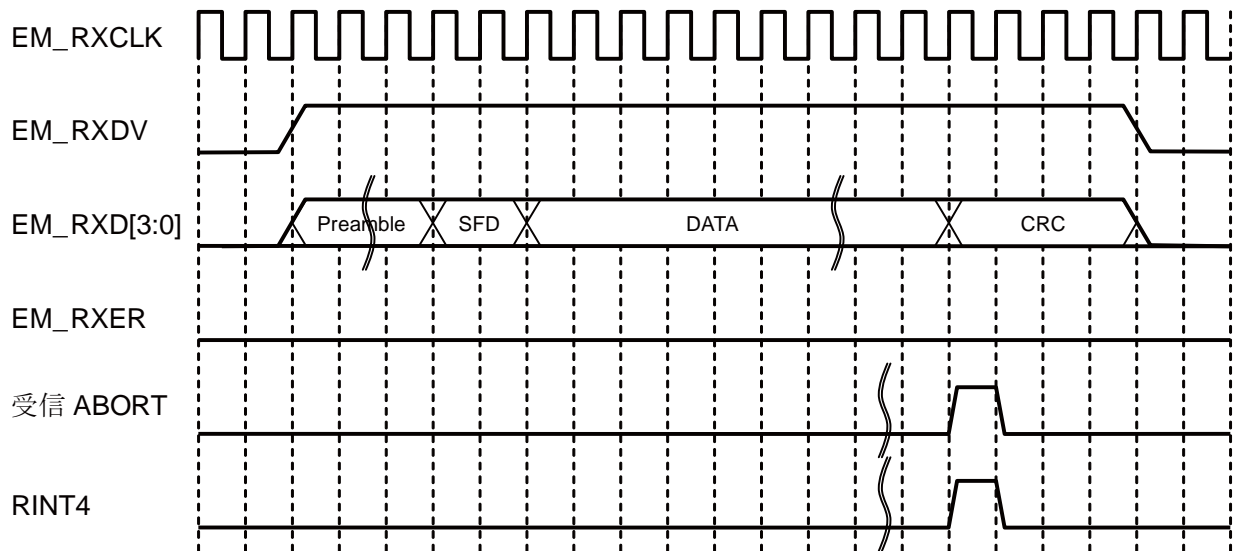 EM_RXCLK
EM_RXDV
EM_RXD[3:0]
Preamble
SFD
DATA
CRC
EM_RXER
受信 ABORT
RINT4